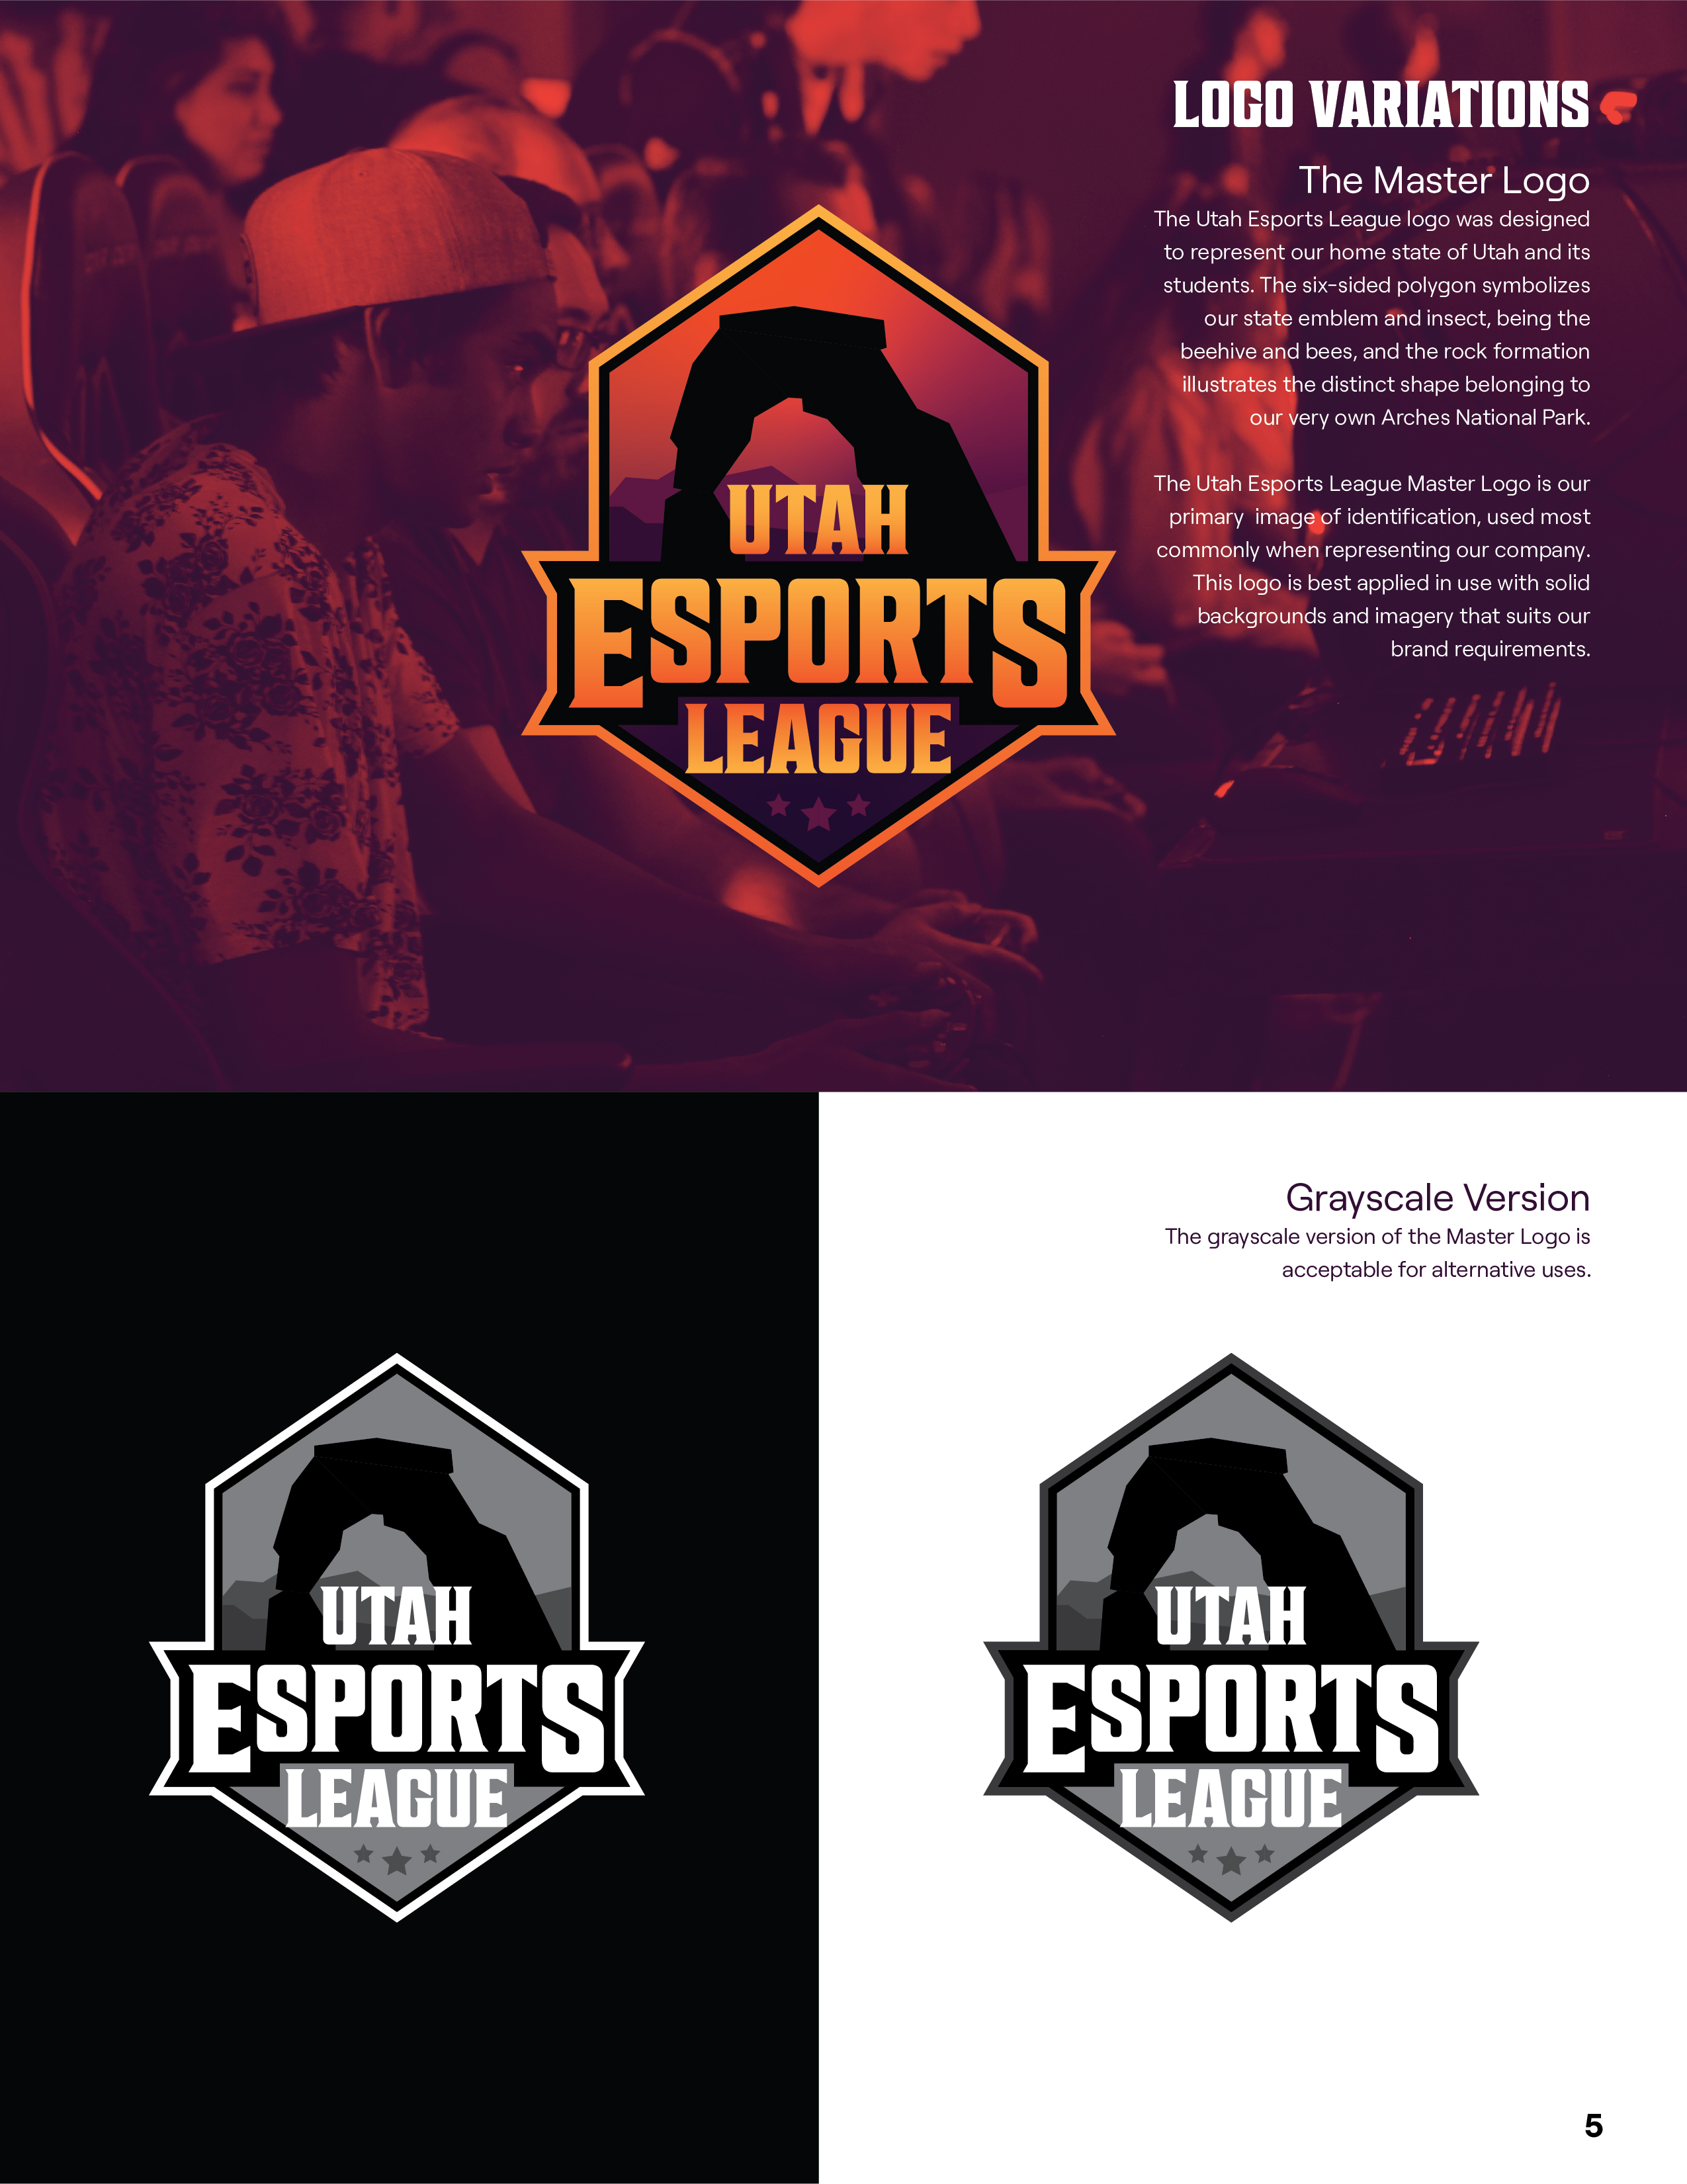 LOGO VARIATIONS
The Master Logo
The Utah Esports League logo was designed
to represent our home state of Utah and its
students. The six-sided polygon symbolizes
our state emblem and insect, being the
beehive and bees, and the rock formation
illustrates the distinct shape belonging to
our very own Arches National Park.
The Utah Esports League Master Logo is our
primary  image of identification, used most
commonly when representing our company.
This logo is best applied in use with solid
backgrounds and imagery that suits our
brand requirements.
UTAH
ESPORTS
LEAGUE
Grayscale Version
The grayscale version of the Master Logo is
acceptable for alternative uses.
UTAH
ESPORTS
LEAGUE
UTAH
ESPORTS
LEAGUE
5